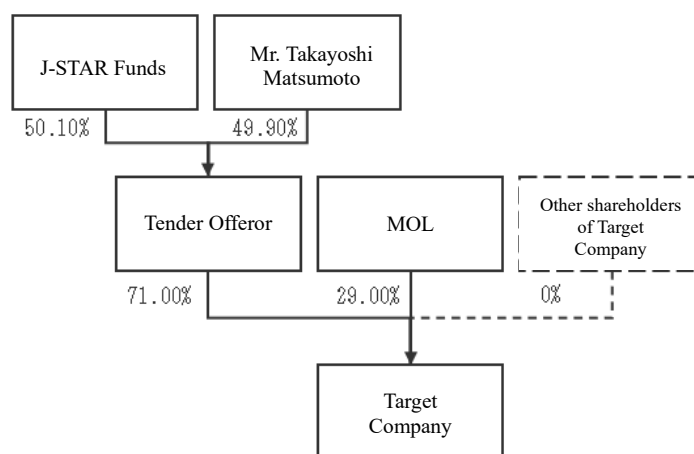 J-STAR Funds
Mr. Takayoshi
Matsumoto
50.10%
49.90%
Tender Offeror
MOL
Other shareholders
of Target
Company
71.00%
29.00%
0%
Target
Company